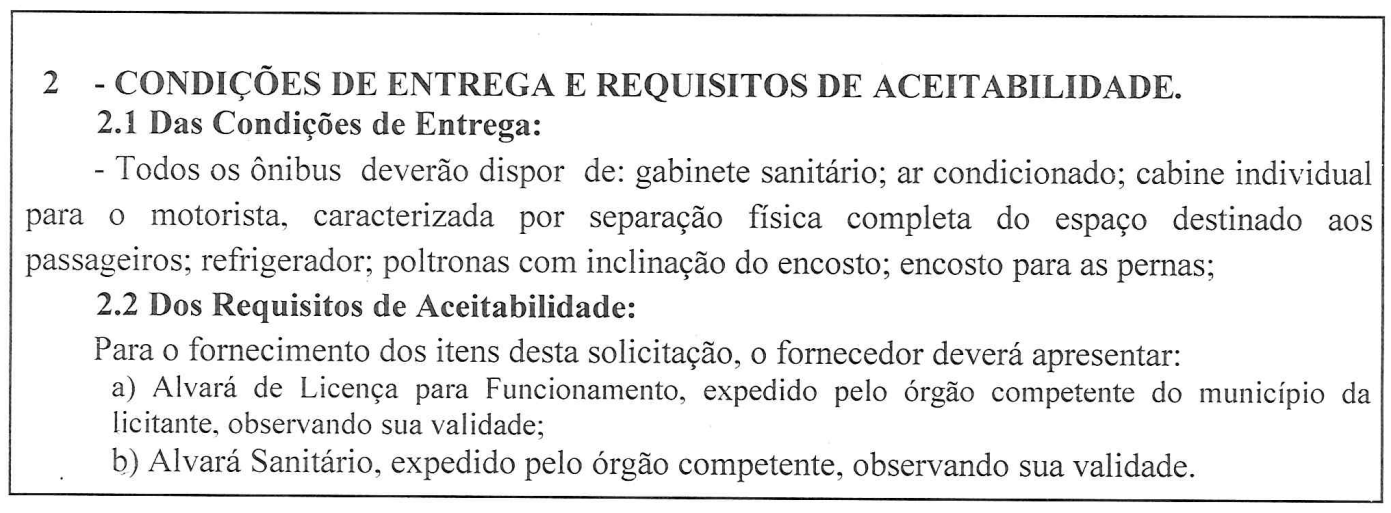 2 - CONDIÇÕES DE ENTREGA E REQUISITOS DE ACEITABILIDADE.
2.1 Das Condições de Entrega:
- Todos os ônibus deverão dispor de: gabinete sanitário; ar condicionado; cabine individual
para o motorista, caracterizada por separação física completa do espaço destinado aos
passageiros; refrigerador; poltronas com inclinação do encosto; encosto para as pernas;
2.2 Dos Requisitos de Aceitabilidade:
Para o fornecimento dos itens desta solicitação, o fornecedor deverá apresentar:
a) Alvará de Licença para Funcionamento, expedido pelo órgão competente do município da
licitante, observando sua validade;
b) Alvará Sanitário, expedido pelo órgão competente, observando sua validade.